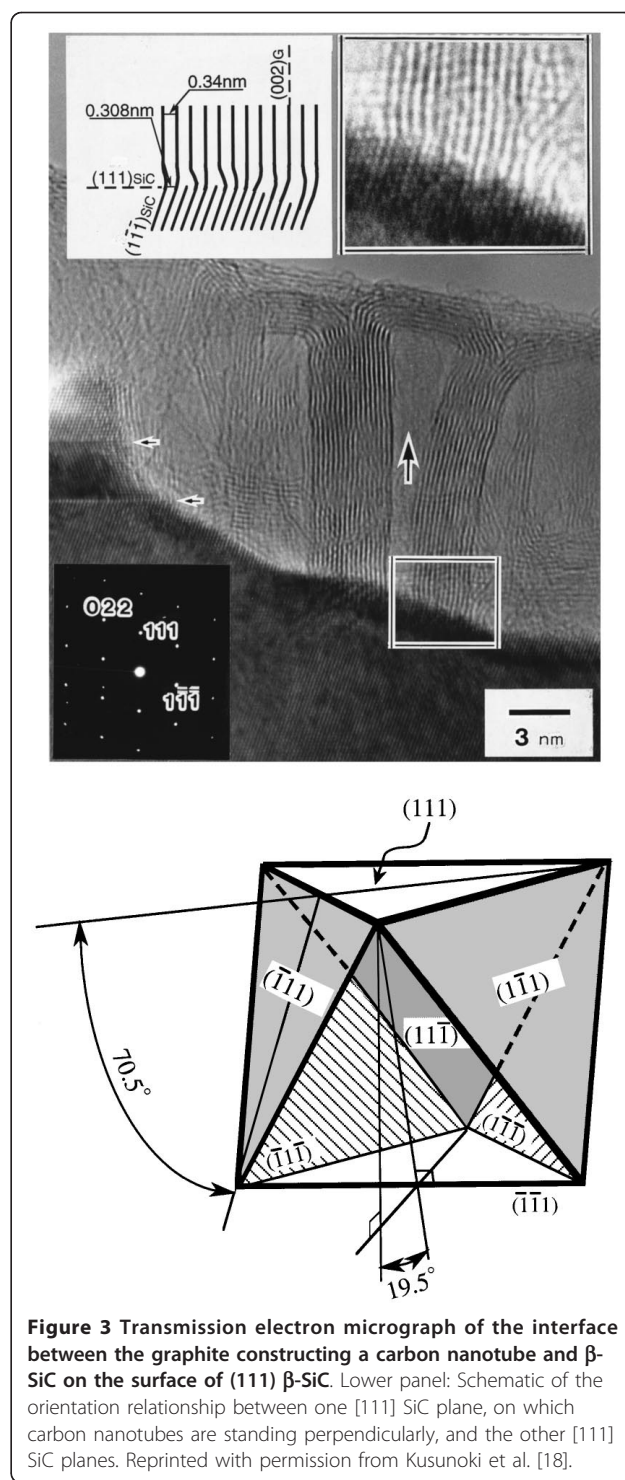 (002)G
0.34nm
0.308nm
(111)SiC
(11̄1̄)SiC
022
111
11̄1̄
3 nm
(111)
(1̄11)
(11̄1)
(111̄)
70.5°
(1̄11̄)
(11̄1̄)
(1̄1̄1)
19.5°
Figure 3 Transmission electron micrograph of the interface
between the graphite constructing a carbon nanotube and β-
SiC on the surface of (111) β-SiC. Lower panel: Schematic of the
orientation relationship between one [111] SiC plane, on which
carbon nanotubes are standing perpendicularly, and the other [111]
SiC planes. Reprinted with permission from Kusunoki et al. [18].